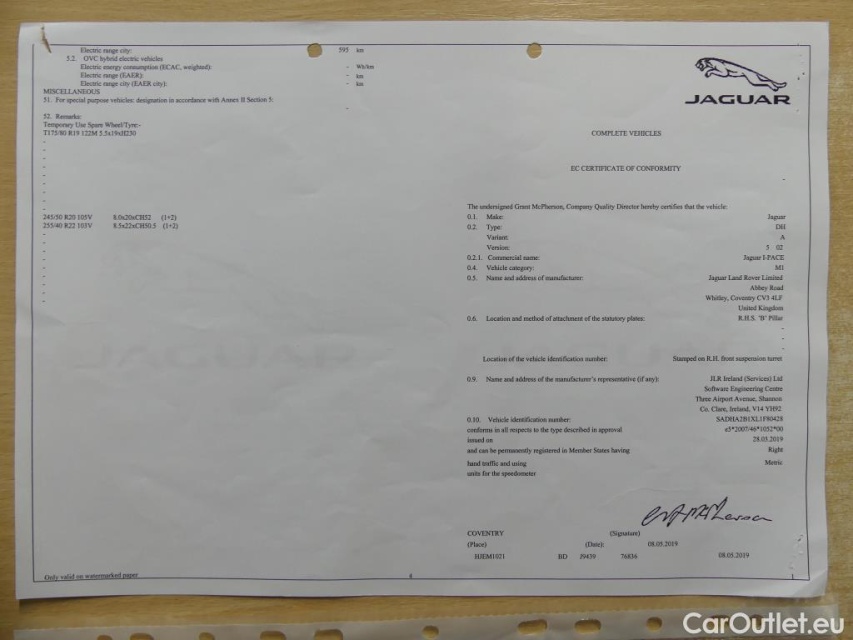 Electric range city: 595 km
5.2. OVC hybrid electric vehicles
Electric energy consumption (ECAC, weighted): - Wh/km
Electric range (EAER): - km
Electric range city (EAER city): - km
MISCELLANEOUS
51. For special purpose vehicles: designation in accordance with Annex II Section 5:
-
52. Remarks:
Temporary Use Spare Wheel/Tyre:-
T175/80 R19 122M 5.5x19xH230
-
-
-
-
-
-
-
-
245/50 R20 105V 8.0x20xCH52 (1+2)
255/40 R22 103V 8.5x22xCH50.5 (1+2)
-
-
-
-
-
-
-
-
Only valid on watermarked paper
4
JAGUAR
COMPLETE VEHICLES
EC CERTIFICATE OF CONFORMITY
The undersigned Grant McPherson, Company Quality Director hereby certifies that the vehicle:
0.1. Make: Jaguar
0.2. Type: DH
Variant: A
Version: 5 02
0.2.1. Commercial name: Jaguar I-PACE
0.4. Vehicle category: M1
0.5. Name and address of manufacturer: Jaguar Land Rover Limited
Abbey Road
Whitley, Coventry CV3 4LF
United Kingdom
0.6. Location and method of attachment of the statutory plates: R.H.S. 'B' Pillar
-
-
-
Location of the vehicle identification number: Stamped on R.H. front suspension turret
0.9. Name and address of the manufacturer's representative (if any): JLR Ireland (Services) Ltd
Software Engineering Centre
Three Airport Avenue, Shannon
Co. Clare, Ireland, V14 YH92
0.10. Vehicle identification number: SADHA2B1XL1F80428
conforms in all respects to the type described in approval e5*2007/46*1052*00
issued on 28.03.2019
and can be permanently registered in Member States having Right
hand traffic and using Metric
units for the speedometer
COVENTRY (Signature)
(Place) (Date): 08.05.2019
HJEM1021 BD J9439 76836 08.05.2019
CarOutlet.eu